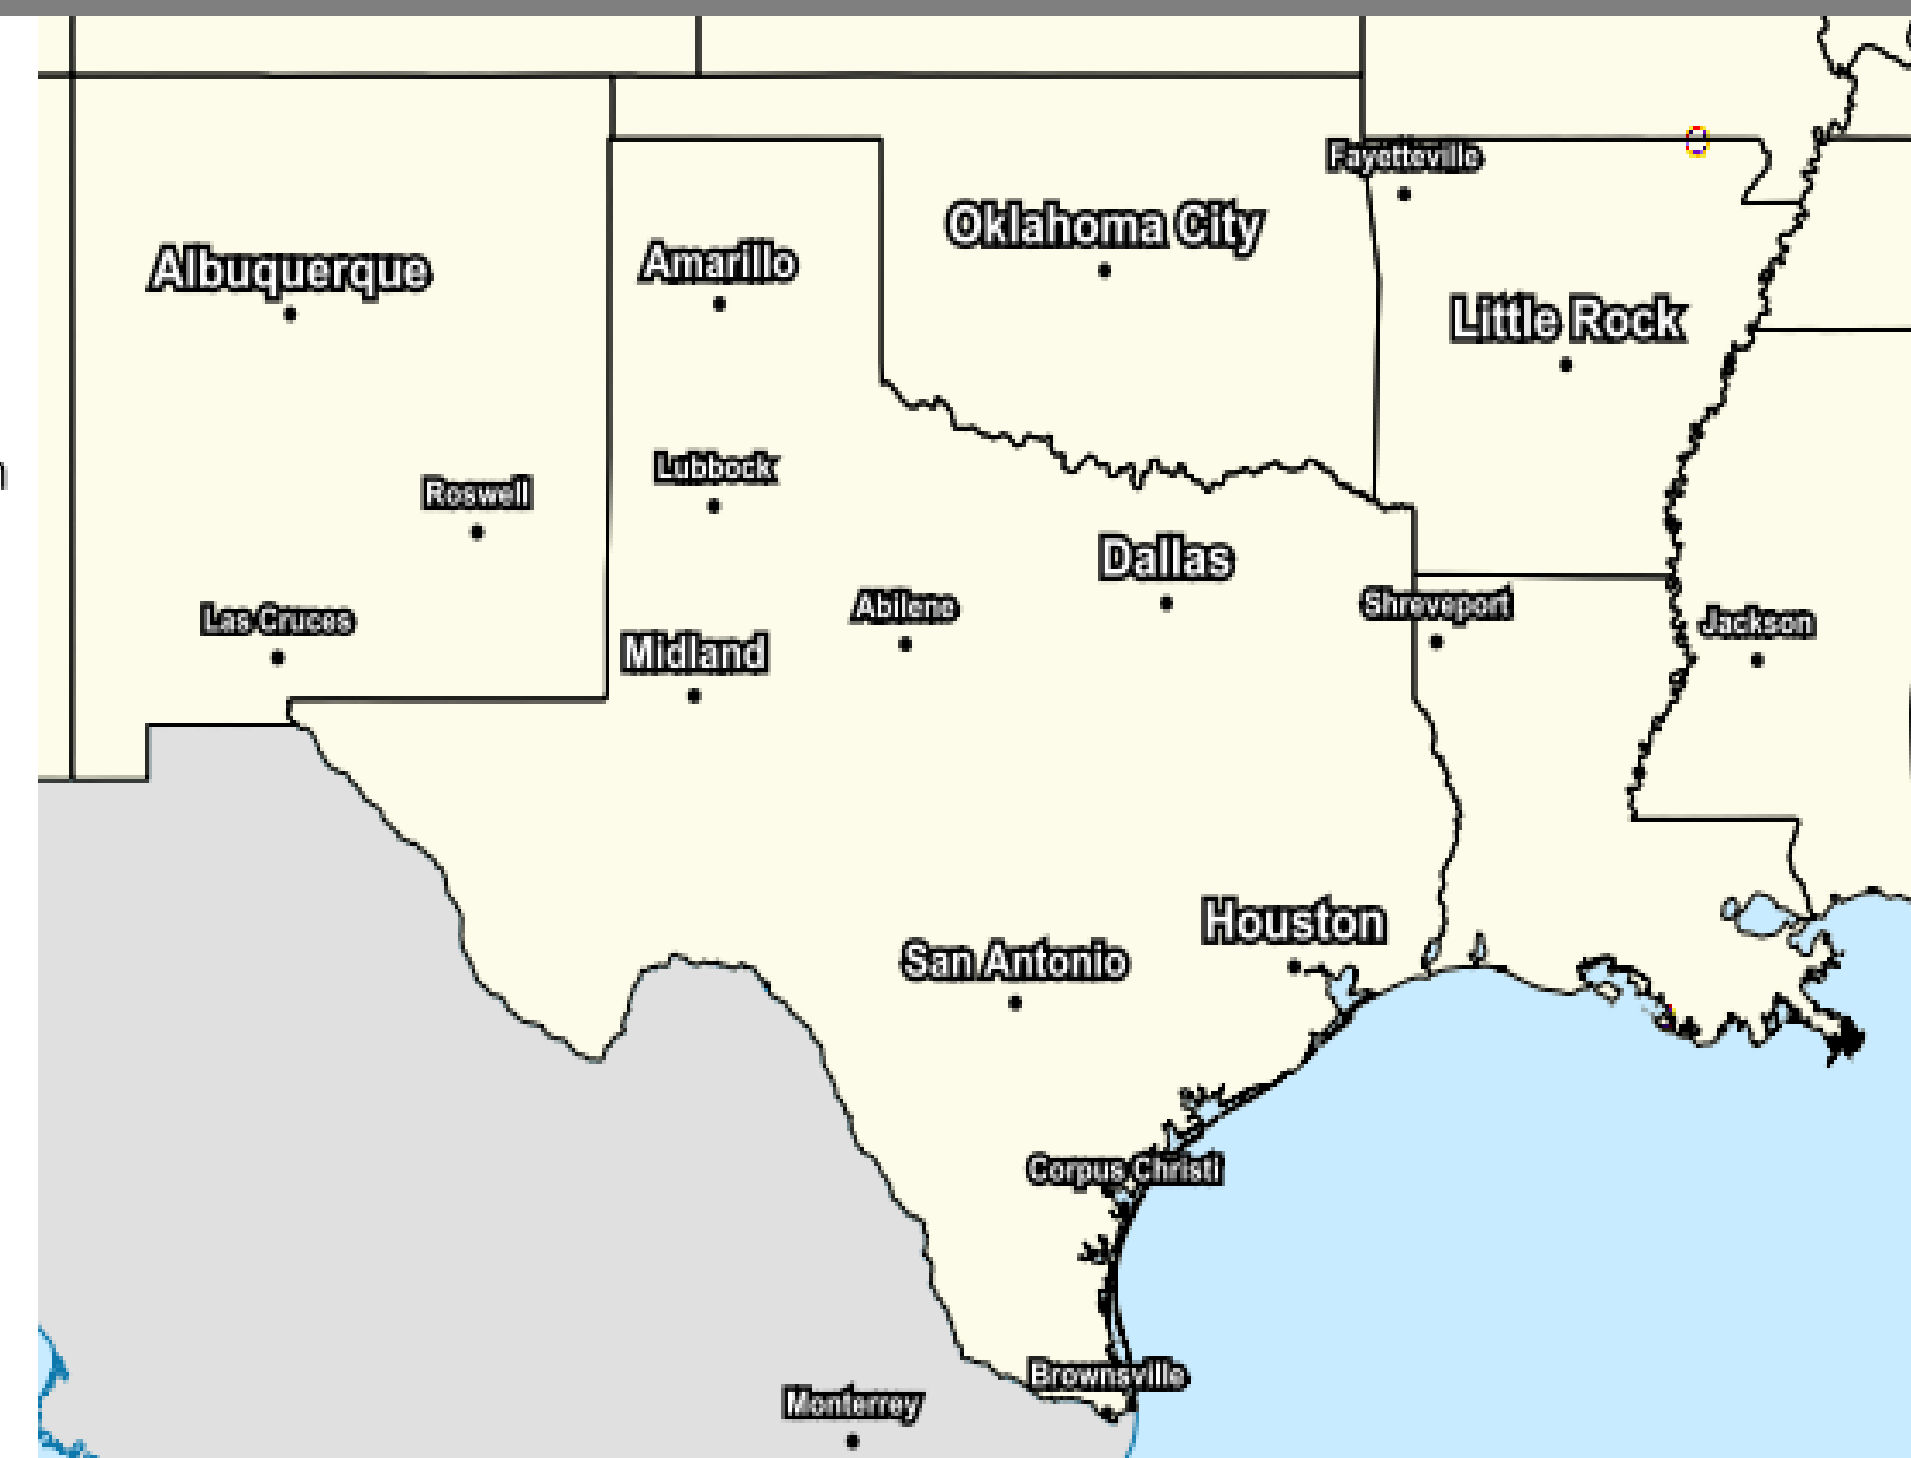 Fayetteville
Oklahoma City
Albuquerque
Amarillo
Little Rock
Lubbock
Roswell
Dallas
Abilene
Shreveport
Las Cruces
Jackson
Midland
Houston
San Antonio
Corpus Christi
Brownsville
Monterrey